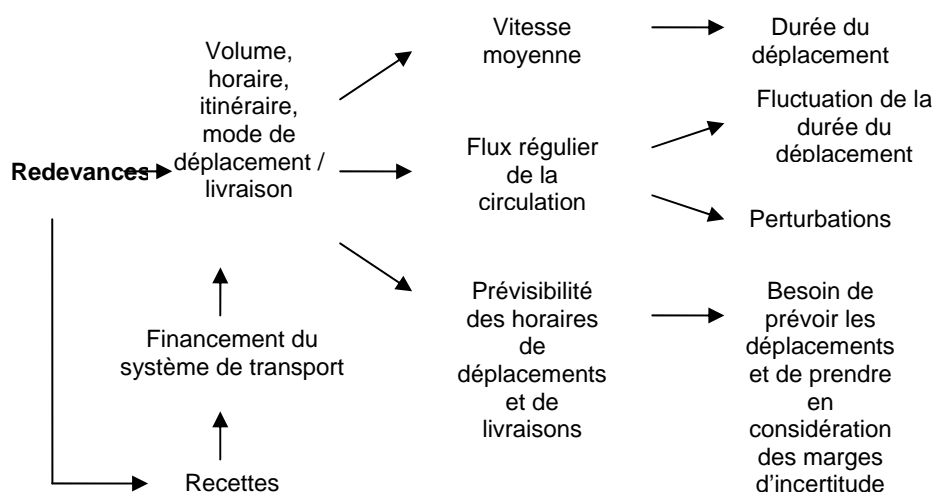 Redevances
Volume,
horaire,
itinéraire,
mode de
déplacement /
livraison
Financement du
système de transport
Recettes
Vitesse
moyenne
Flux régulier
de la
circulation
Prévisibilité
des horaires
de
déplacements
et de
livraisons
Durée du
déplacement
Fluctuation de la
durée du
déplacement
Perturbations
Besoin de
prévoir les
déplacements
et de prendre
en
considération
des marges
d'incertitude